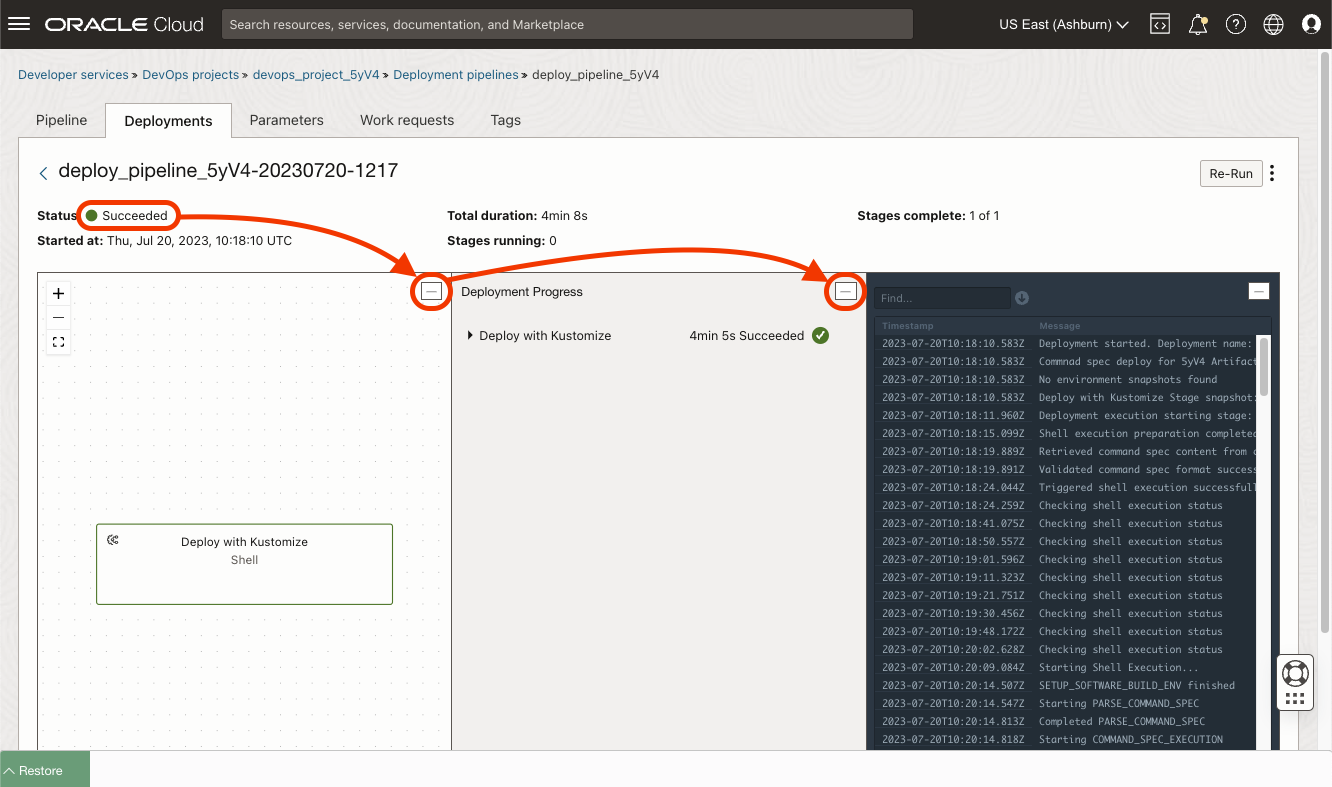 ORACLE Cloud
Search resources, services, documentation, and Marketplace
US East (Ashburn)
Developer services » DevOps projects » devops_project_5yV4 » Deployment pipelines » deploy_pipeline_5yV4
Pipeline Deployments Parameters Work requests Tags
deploy_pipeline_5yV4-20230720-1217
Re-Run
Status Succeeded
Total duration: 4min 8s
Stages complete: 1 of 1
Started at: Thu, Jul 20, 2023, 10:18:10 UTC
Stages running: 0
Deploy with Kustomize
Shell
Deployment Progress
Deploy with Kustomize 4min 5s Succeeded
Find...
Timestamp Message
2023-07-20T10:18:10.583Z Deployment started. Deployment name:
2023-07-20T10:18:10.583Z Commnad spec deploy for 5yV4 Artifact
2023-07-20T10:18:10.583Z No environment snapshots found
2023-07-20T10:18:10.583Z Deploy with Kustomize Stage snapshot:
2023-07-20T10:18:11.960Z Deployment execution starting stage:
2023-07-20T10:18:15.099Z Shell execution preparation completed
2023-07-20T10:18:19.889Z Retrieved command spec content from
2023-07-20T10:18:19.891Z Validated command spec format success
2023-07-20T10:18:24.044Z Triggered shell execution successfull
2023-07-20T10:18:24.259Z Checking shell execution status
2023-07-20T10:18:41.075Z Checking shell execution status
2023-07-20T10:18:50.557Z Checking shell execution status
2023-07-20T10:19:01.596Z Checking shell execution status
2023-07-20T10:19:11.323Z Checking shell execution status
2023-07-20T10:19:21.751Z Checking shell execution status
2023-07-20T10:19:30.456Z Checking shell execution status
2023-07-20T10:19:48.172Z Checking shell execution status
2023-07-20T10:20:02.628Z Checking shell execution status
2023-07-20T10:20:09.084Z Starting Shell Execution...
2023-07-20T10:20:14.507Z SETUP_SOFTWARE_BUILD_ENV finished
2023-07-20T10:20:14.547Z Starting PARSE_COMMAND_SPEC
2023-07-20T10:20:14.813Z Completed PARSE_COMMAND_SPEC
2023-07-20T10:20:14.818Z Starting COMMAND_SPEC_EXECUTION
Restore